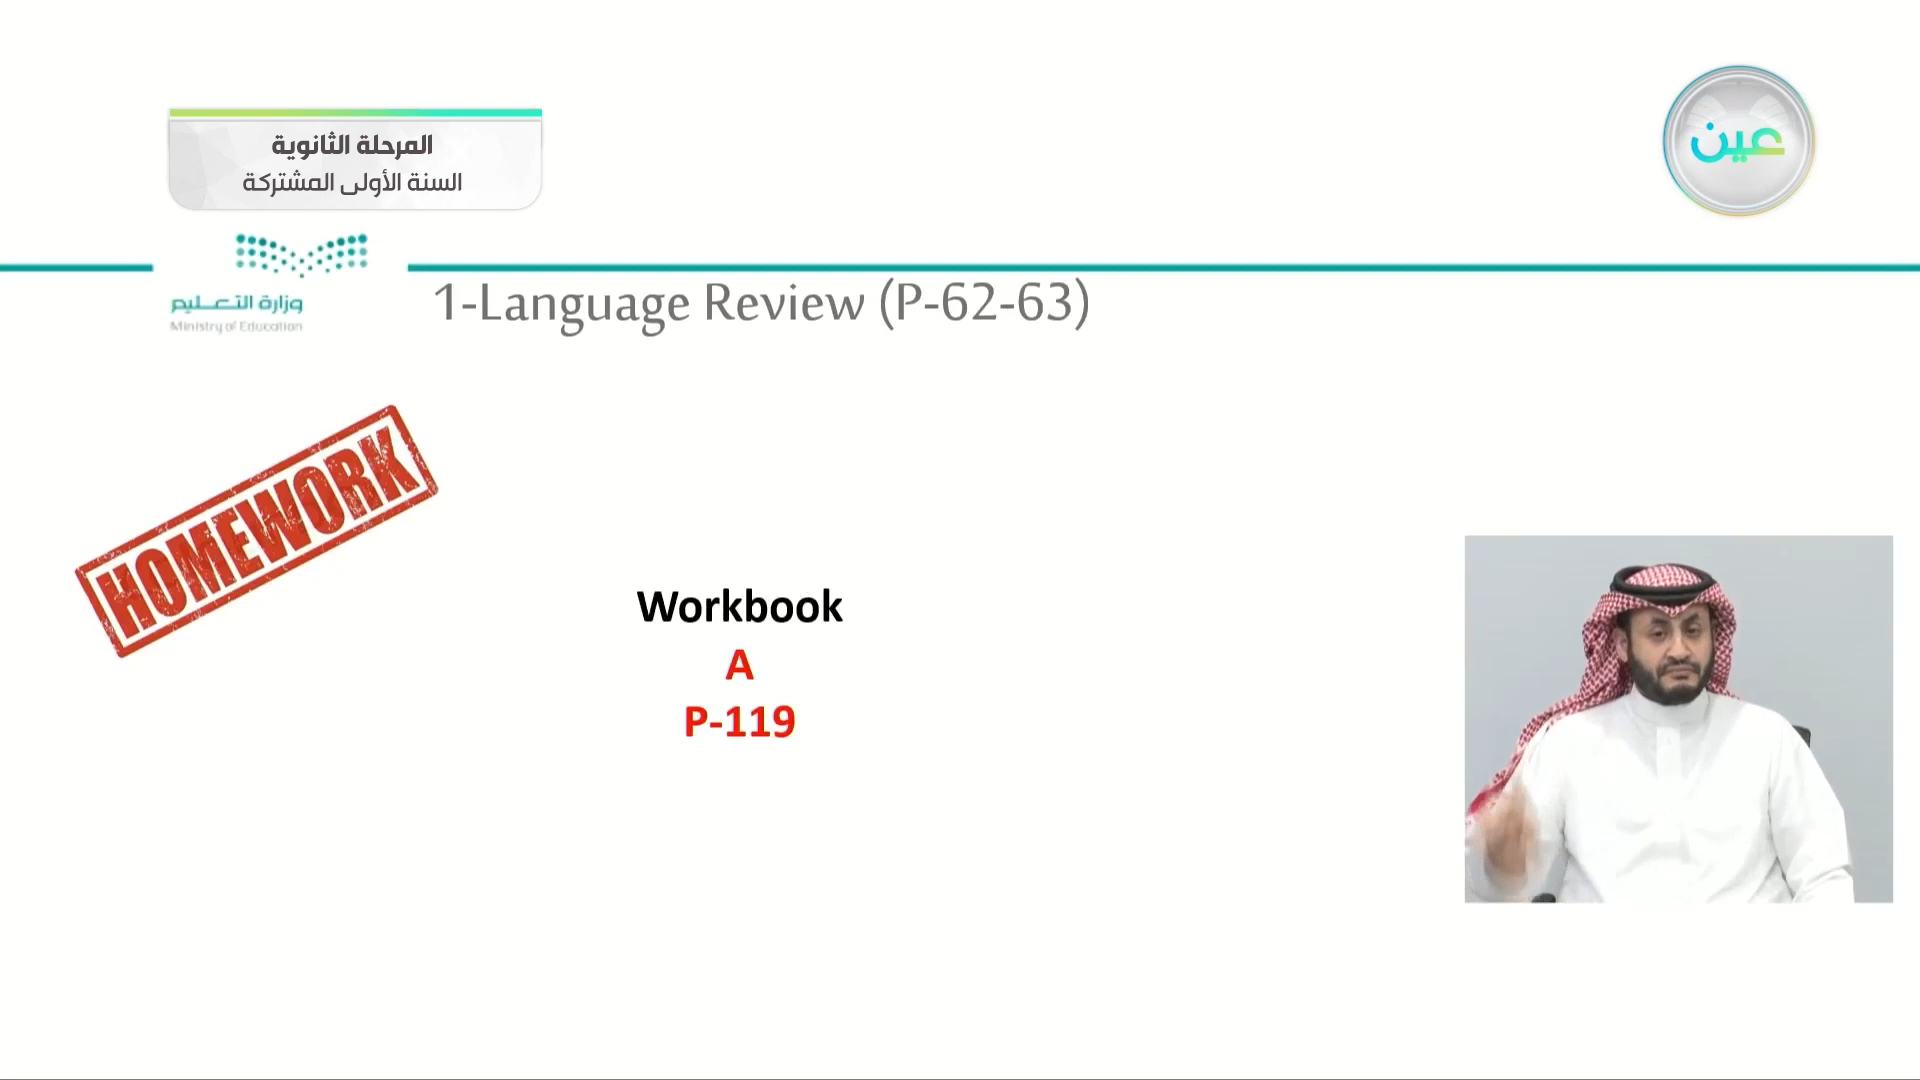 المرحلة الثانوية
السنة الأولى المشتركة
عين
وزارة التعليم
Ministry of Education
1-Language Review (P-62-63)
HOMEWORK
Workbook
A
P-119